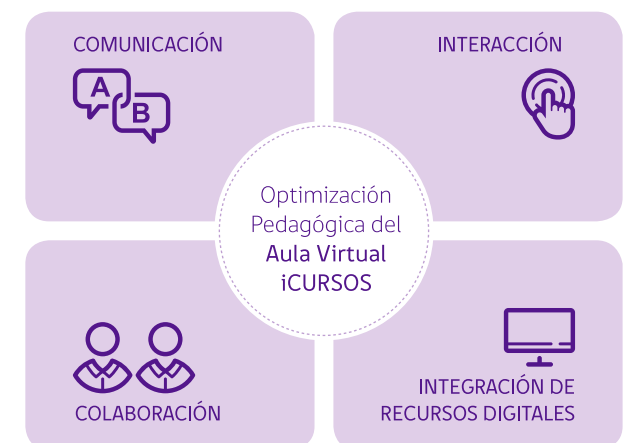 COMUNICACIÓN
INTERACCIÓN
A
B
Optimización
Pedagógica del
Aula Virtual
iCURSOS
COLABORACIÓN
INTEGRACIÓN DE
RECURSOS DIGITALES